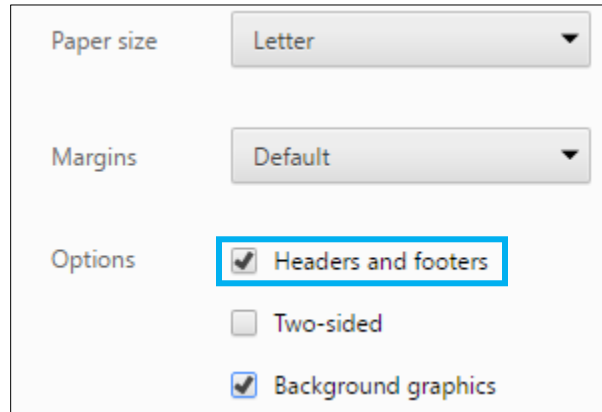 Paper size Letter
Margins Default
Options Headers and footers
Two-sided
Background graphics